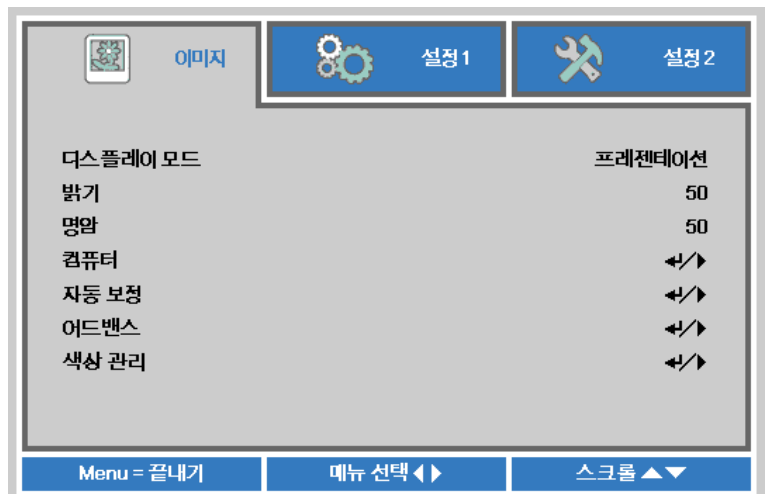 이미지 설정 1 설정 2
디스플레이 모드 프레젠테이션
밝기 50
명암 50
컴퓨터 ↵/▶
자동 보정 ↵/▶
어드밴스 ↵/▶
색상 관리 ↵/▶
Menu = 끝내기 메뉴 선택 ◀▶ 스크롤 ▲▼